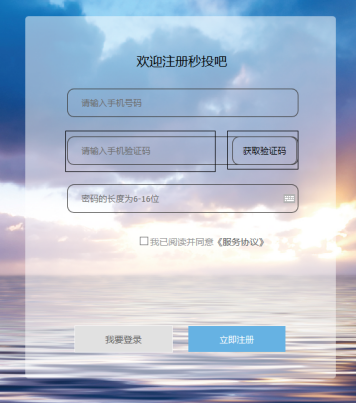 欢迎注册秒投吧
请输入手机号码
请输入手机验证码 获取验证码
密码的长度为6-16位
我已阅读并同意《服务协议》
我要登录 立即注册